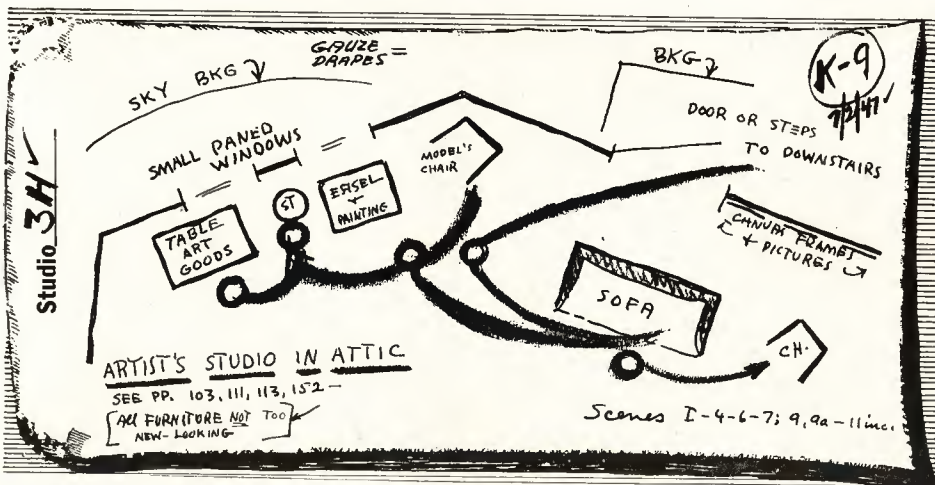 GAUZE
DRAPES =
SKY BKG
BKG
K-9
7/2/47
DOOR OR STEPS
TO DOWNSTAIRS
SMALL PANED
WINDOWS
MODEL'S
CHAIR
ST
EASEL
+
PAINTING
TABLE
ART
GOODS
CANVAS FRAMES
+ PICTURES
SOFA
CH.
Studio 3H
ARTIST'S STUDIO IN ATTIC
SEE PP. 103, 111, 113, 152 -
[ALL FURNITURE NOT TOO
NEW-LOOKING
Scenes I-4-6-7; 9, 9a-11 inc.